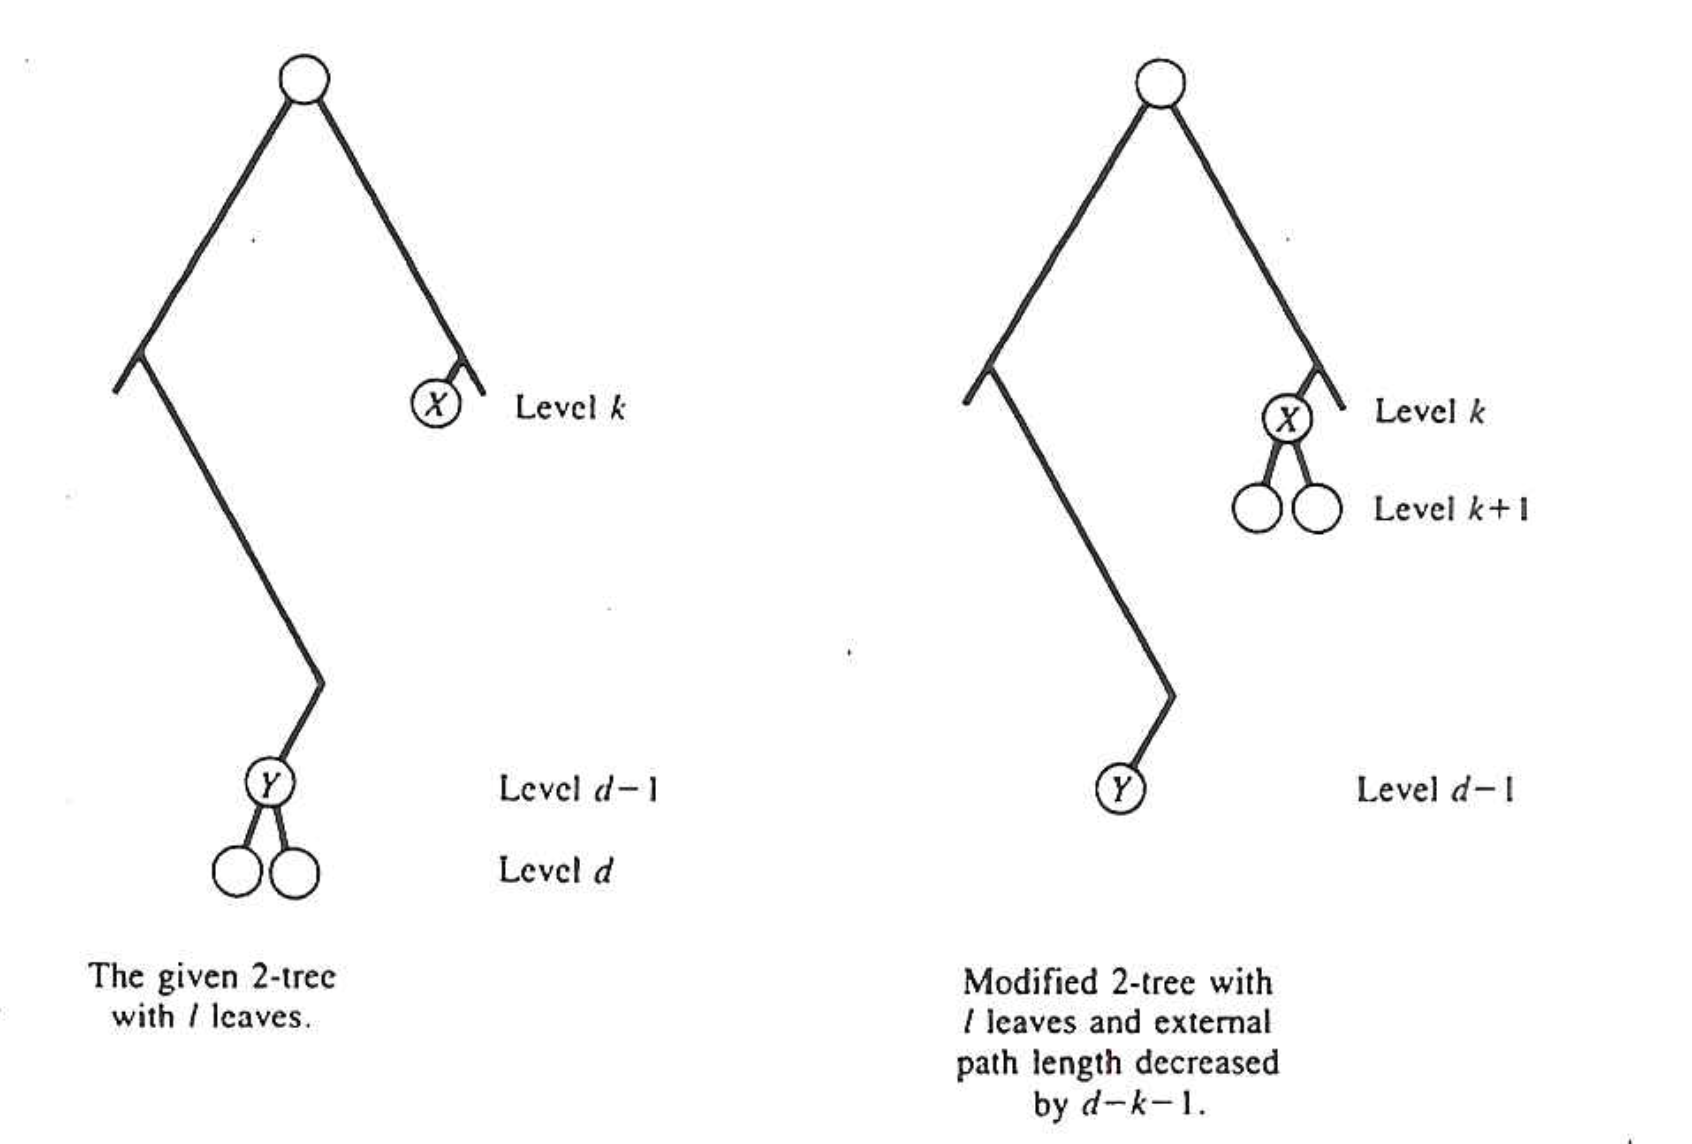 X
Level k
Y
Level d−1
Level d
The given 2-tree
with l leaves.
X
Level k
Level k+1
Y
Level d−1
Modified 2-tree with
l leaves and external
path length decreased
by d−k−1.